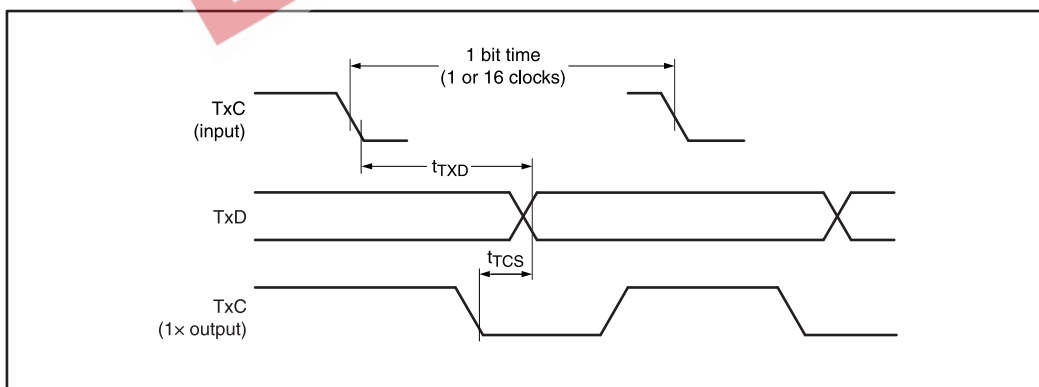 1 bit time
(1 or 16 clocks)
TxC
(input)
tTXD
TxD
tTCS
TxC
(1× output)